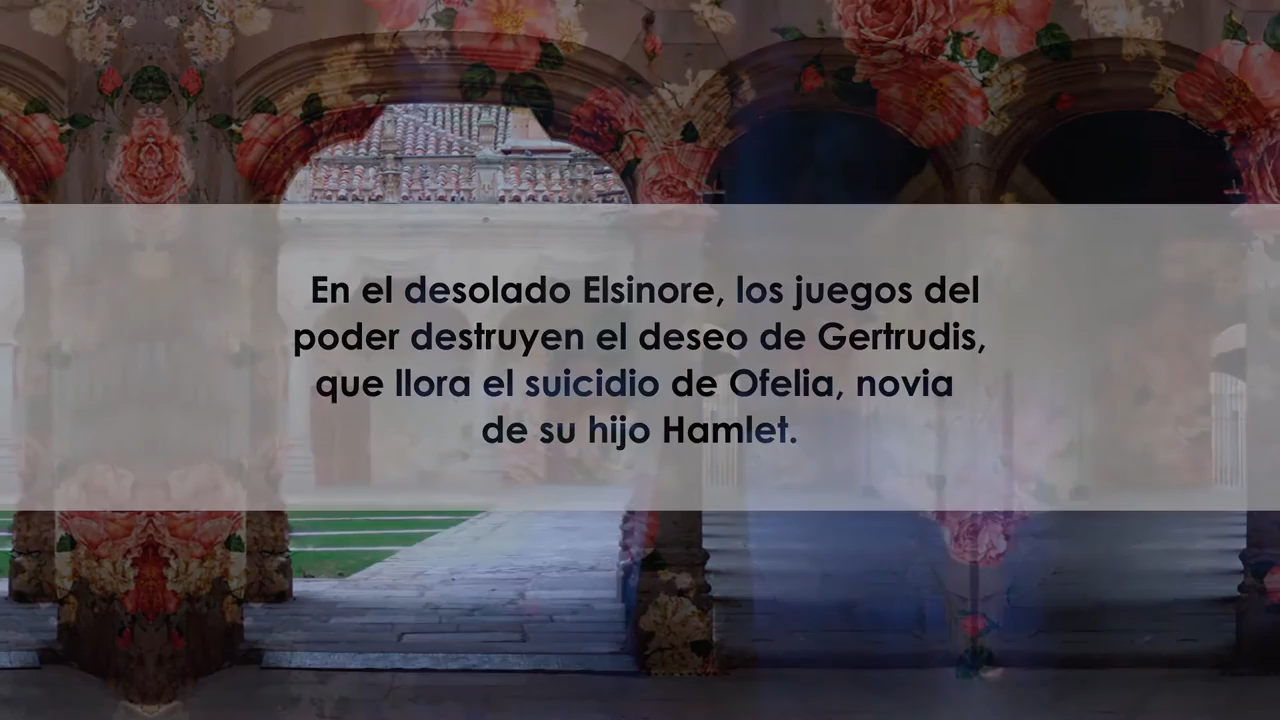 En el desolado Elsinore, los juegos del
poder destruyen el deseo de Gertrudis,
que llora el suicidio de Ofelia, novia
de su hijo Hamlet.